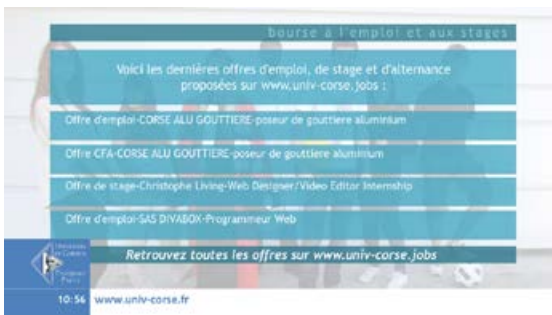 bourse à l'emploi et aux stages
Voici les dernières offres d'emploi, de stage et d'alternance
proposées sur www.univ-corse.jobs :
Offre d'emploi-CORSE ALU GOUTTIERE-poseur de gouttiere aluminium
Offre CFA-CORSE ALU GOUTTIERE-poseur de gouttiere aluminium
Offre de stage-Christophe Living-Web Designer/Video Editor Internship
Offre d'emploi-SAS DIVABOX-Programmeur Web
Retrouvez toutes les offres sur www.univ-corse.jobs
10:56 www.univ-corse.fr